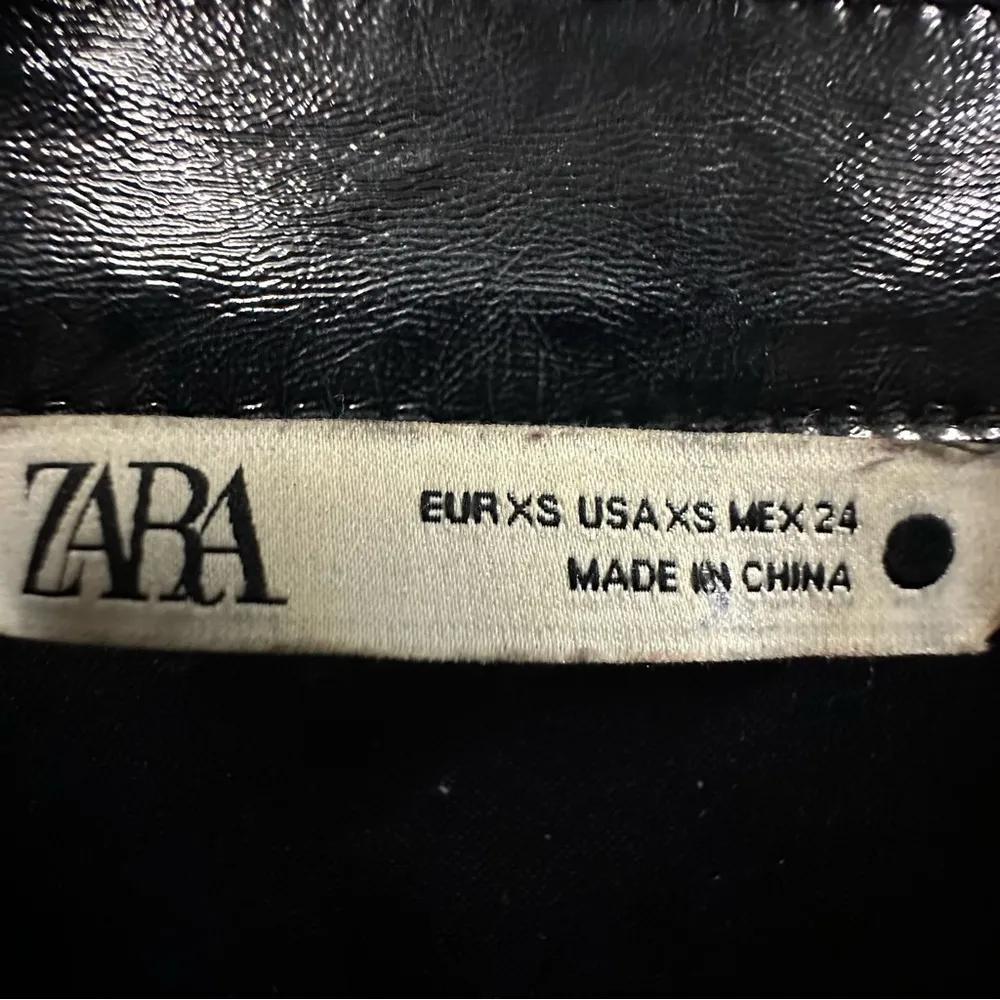 ZARA
EUR XS USA XS MEX 24
MADE IN CHINA